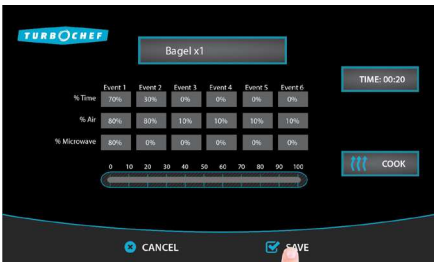 TURBOCHEF
Bagel x1
TIME: 00:20
Event 1 Event 2 Event 3 Event 4 Event 5 Event 6
% Time 70% 30% 0% 0% 0% 0%
% Air 80% 80% 10% 10% 10% 10%
% Microwave 80% 0% 0% 0% 0% 0%
0 10 20 30 40 50 60 70 80 90 100
COOK
CANCEL SAVE